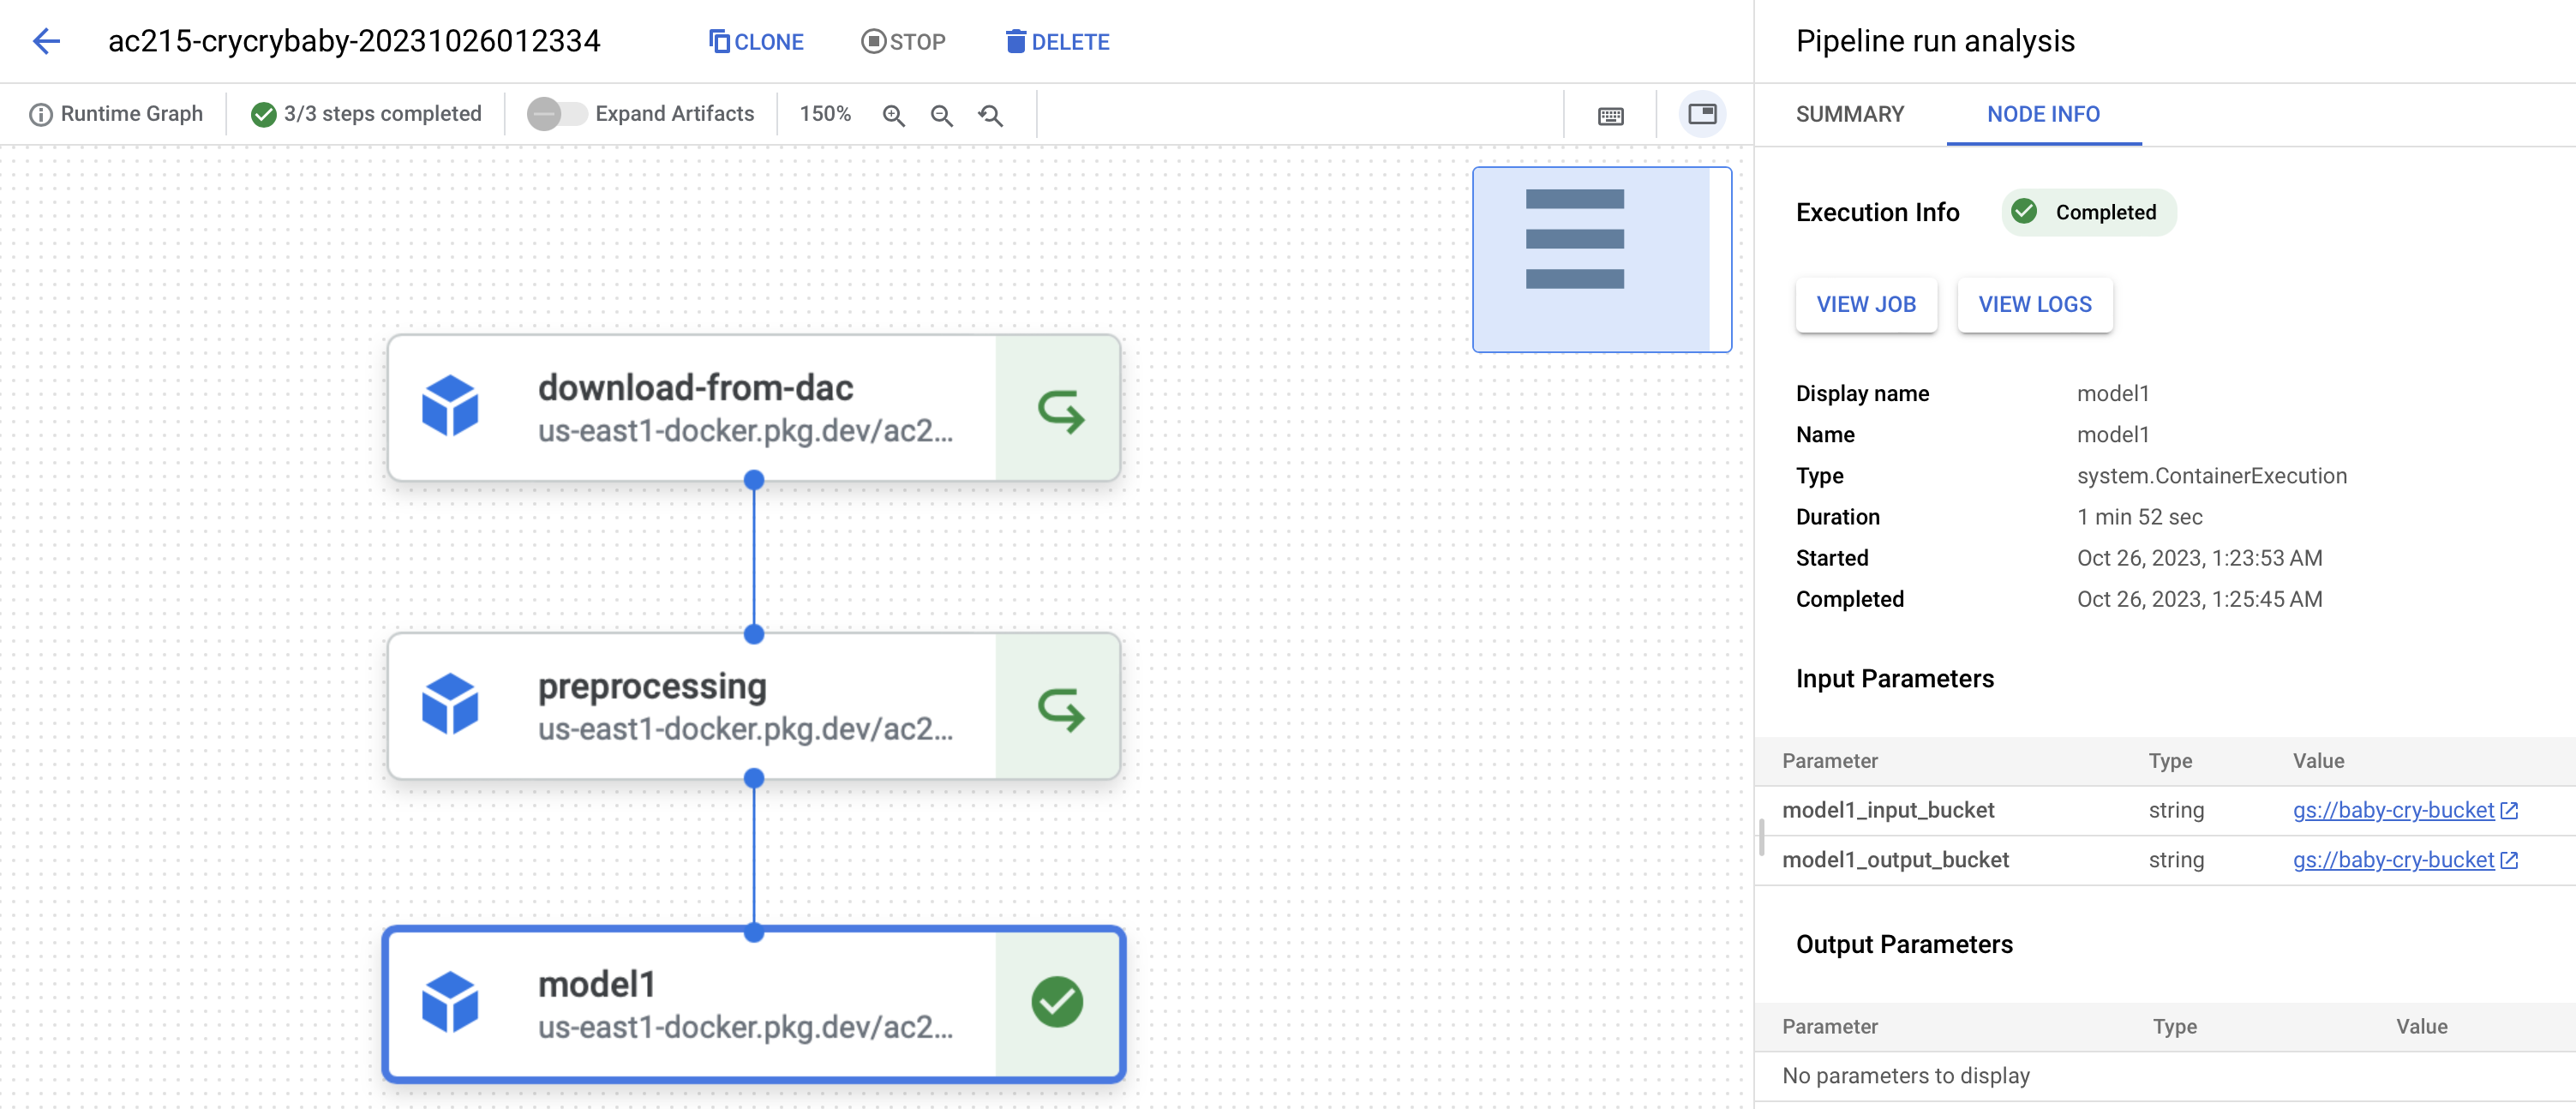 ac215-crycrybaby-20231026012334
CLONE
STOP
DELETE
Runtime Graph
3/3 steps completed
Expand Artifacts
150%
download-from-dac
us-east1-docker.pkg.dev/ac2...
preprocessing
us-east1-docker.pkg.dev/ac2...
model1
us-east1-docker.pkg.dev/ac2...
Pipeline run analysis
SUMMARY NODE INFO
Execution Info Completed
VIEW JOB VIEW LOGS
Display name model1
Name model1
Type system.ContainerExecution
Duration 1 min 52 sec
Started Oct 26, 2023, 1:23:53 AM
Completed Oct 26, 2023, 1:25:45 AM
Input Parameters
Parameter Type Value
model1_input_bucket string gs://baby-cry-bucket
model1_output_bucket string gs://baby-cry-bucket
Output Parameters
Parameter Type Value
No parameters to display